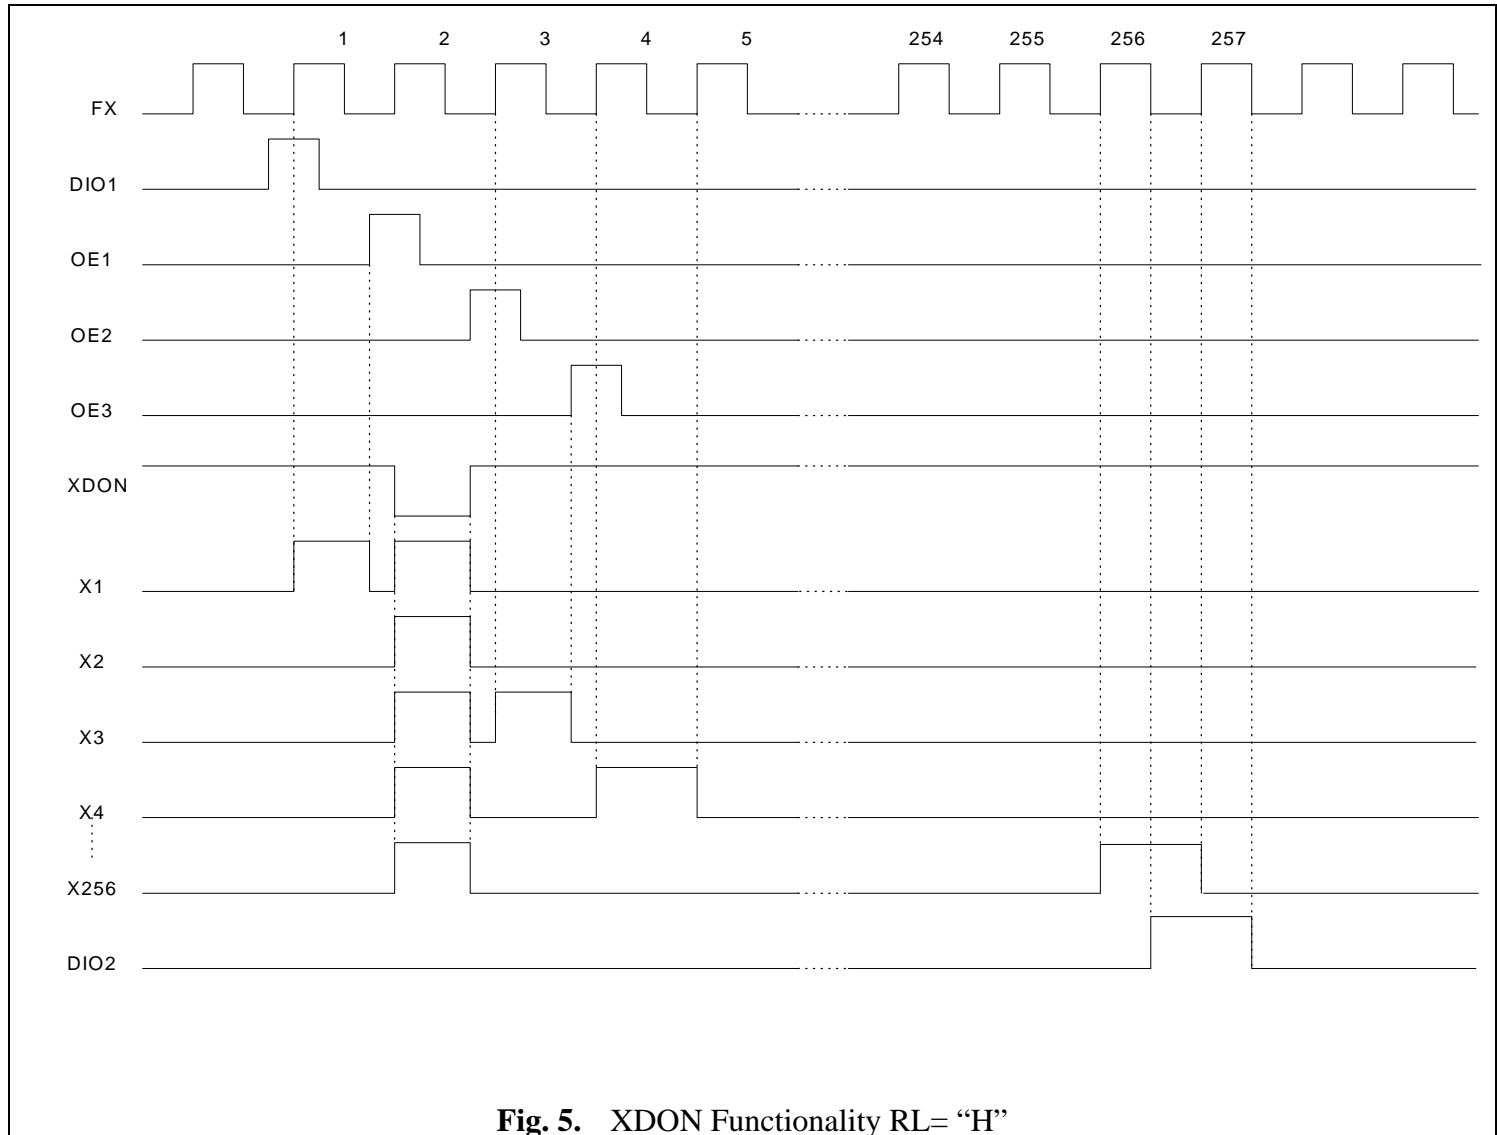 1 2 3 4 5 254 255 256 257
FX
DIO1
OE1
OE2
OE3
XDON
X1
X2
X3
X4
X256
DIO2
Fig. 5. XDON Functionality RL= “H”